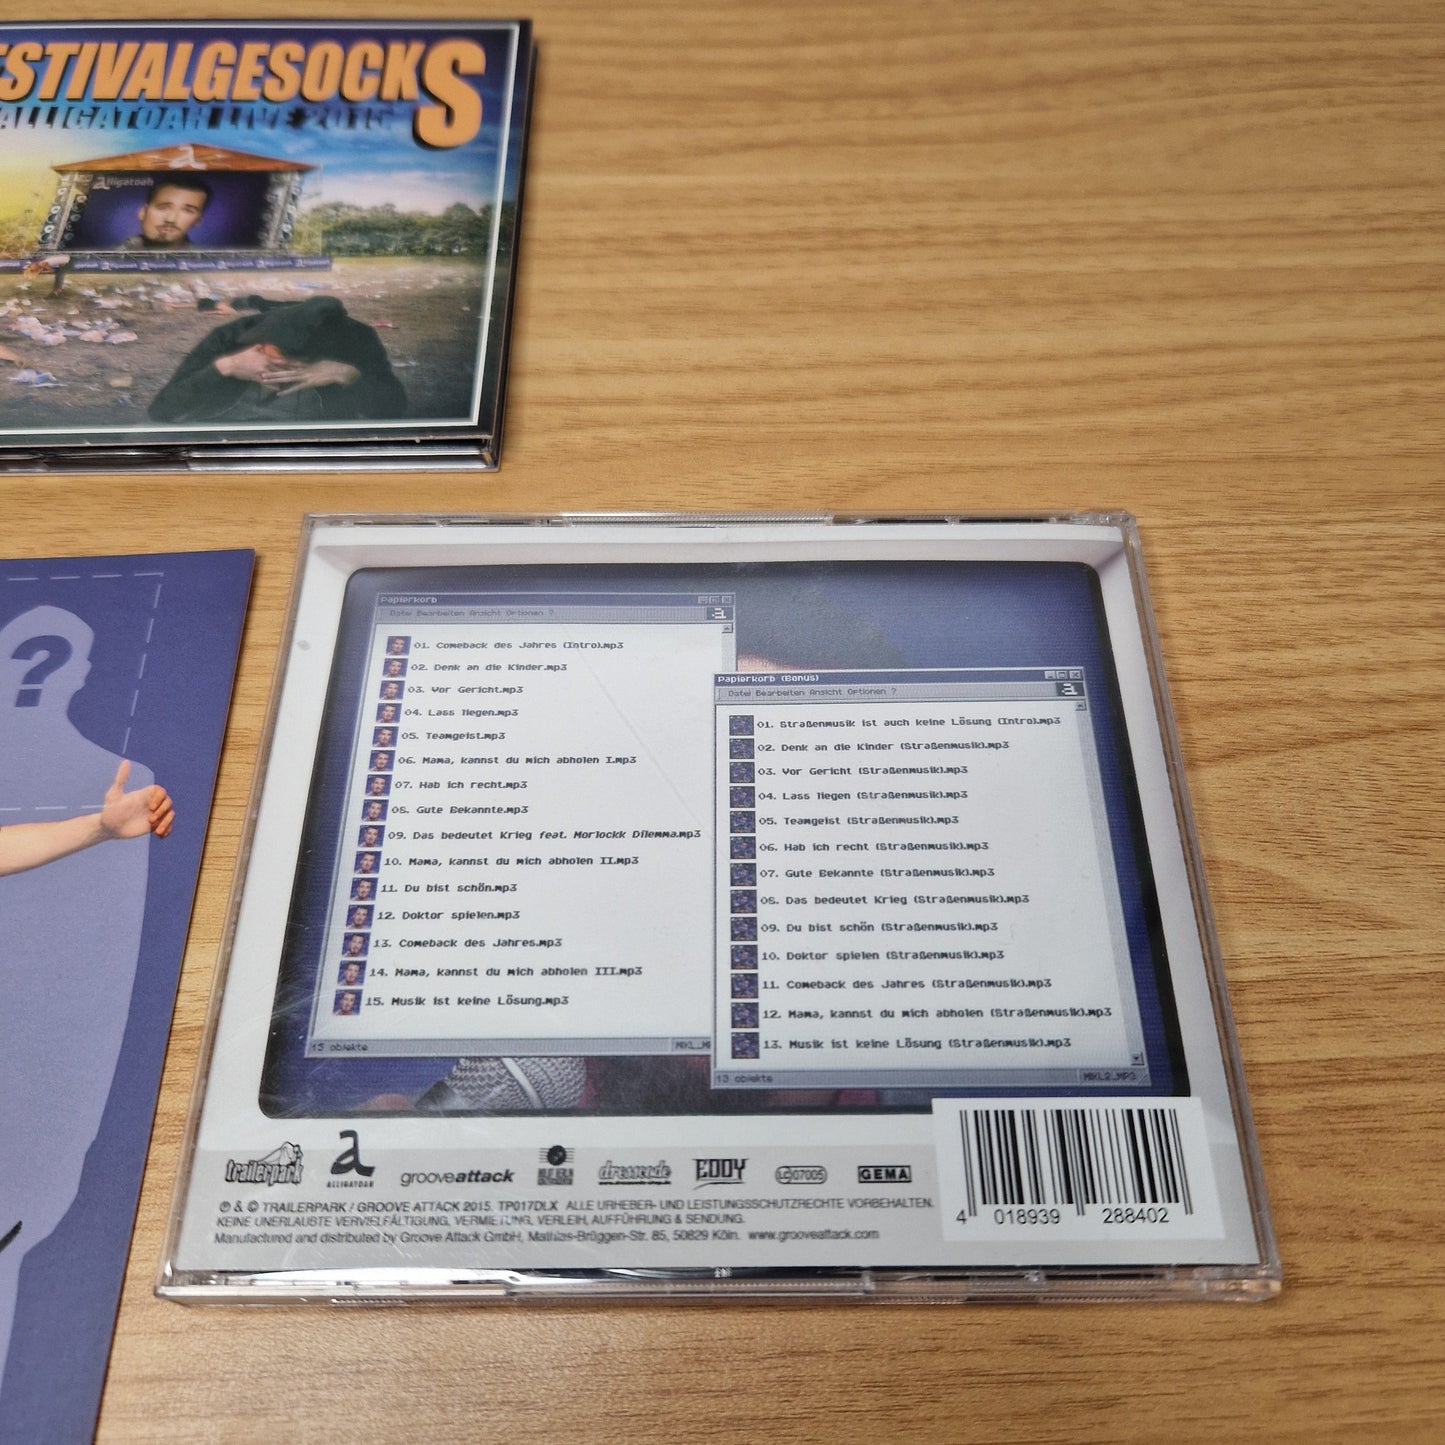 ESTIVALGESOCKS
ALLIGATOAH LIVE 2015
a
Alligatoah
?
Papierkorb
Datei Bearbeiten Ansicht Optionen ?
a
01. Comeback des Jahres (Intro).mp3
02. Denk an die Kinder.mp3
03. Vor Gericht.mp3
04. Lass liegen.mp3
05. Teamgeist.mp3
06. Mama, kannst du mich abholen I.mp3
07. Hab ich recht.mp3
08. Gute Bekannte.mp3
09. Das bedeutet Krieg feat. Morlockk Dilemma.mp3
10. Mama, kannst du mich abholen II.mp3
11. Du bist schön.mp3
12. Doktor spielen.mp3
13. Comeback des Jahres.mp3
14. Mama, kannst du mich abholen III.mp3
15. Musik ist keine Lösung.mp3
15 objekte
Papierkorb (Bonus)
Datei Bearbeiten Ansicht Optionen ?
a
01. Straßenmusik ist auch keine Lösung (Intro).mp3
02. Denk an die Kinder (Straßenmusik).mp3
03. Vor Gericht (Straßenmusik).mp3
04. Lass liegen (Straßenmusik).mp3
05. Teamgeist (Straßenmusik).mp3
06. Hab ich recht (Straßenmusik).mp3
07. Gute Bekannte (Straßenmusik).mp3
08. Das bedeutet Krieg (Straßenmusik).mp3
09. Du bist schön (Straßenmusik).mp3
10. Doktor spielen (Straßenmusik).mp3
11. Comeback des Jahres (Straßenmusik).mp3
12. Mama, kannst du mich abholen (Straßenmusik).mp3
13. Musik ist keine Lösung (Straßenmusik).mp3
13 objekte MIKL2_MP3
trailerpark
a ALLIGATOAH
grooveattack
dresscode
EDDY
LC 07005
GEMA
℗ & © TRAILERPARK / GROOVE ATTACK 2015. TP017DLX ALLE URHEBER- UND LEISTUNGSSCHUTZRECHTE VORBEHALTEN.
KEINE UNERLAUBTE VERVIELFÄLTIGUNG, VERMIETUNG, VERLEIH, AUFFÜHRUNG & SENDUNG.
Manufactured and distributed by Groove Attack GmbH, Mathias-Brüggen-Str. 85, 50829 Köln. www.grooveattack.com
4 018939 288402